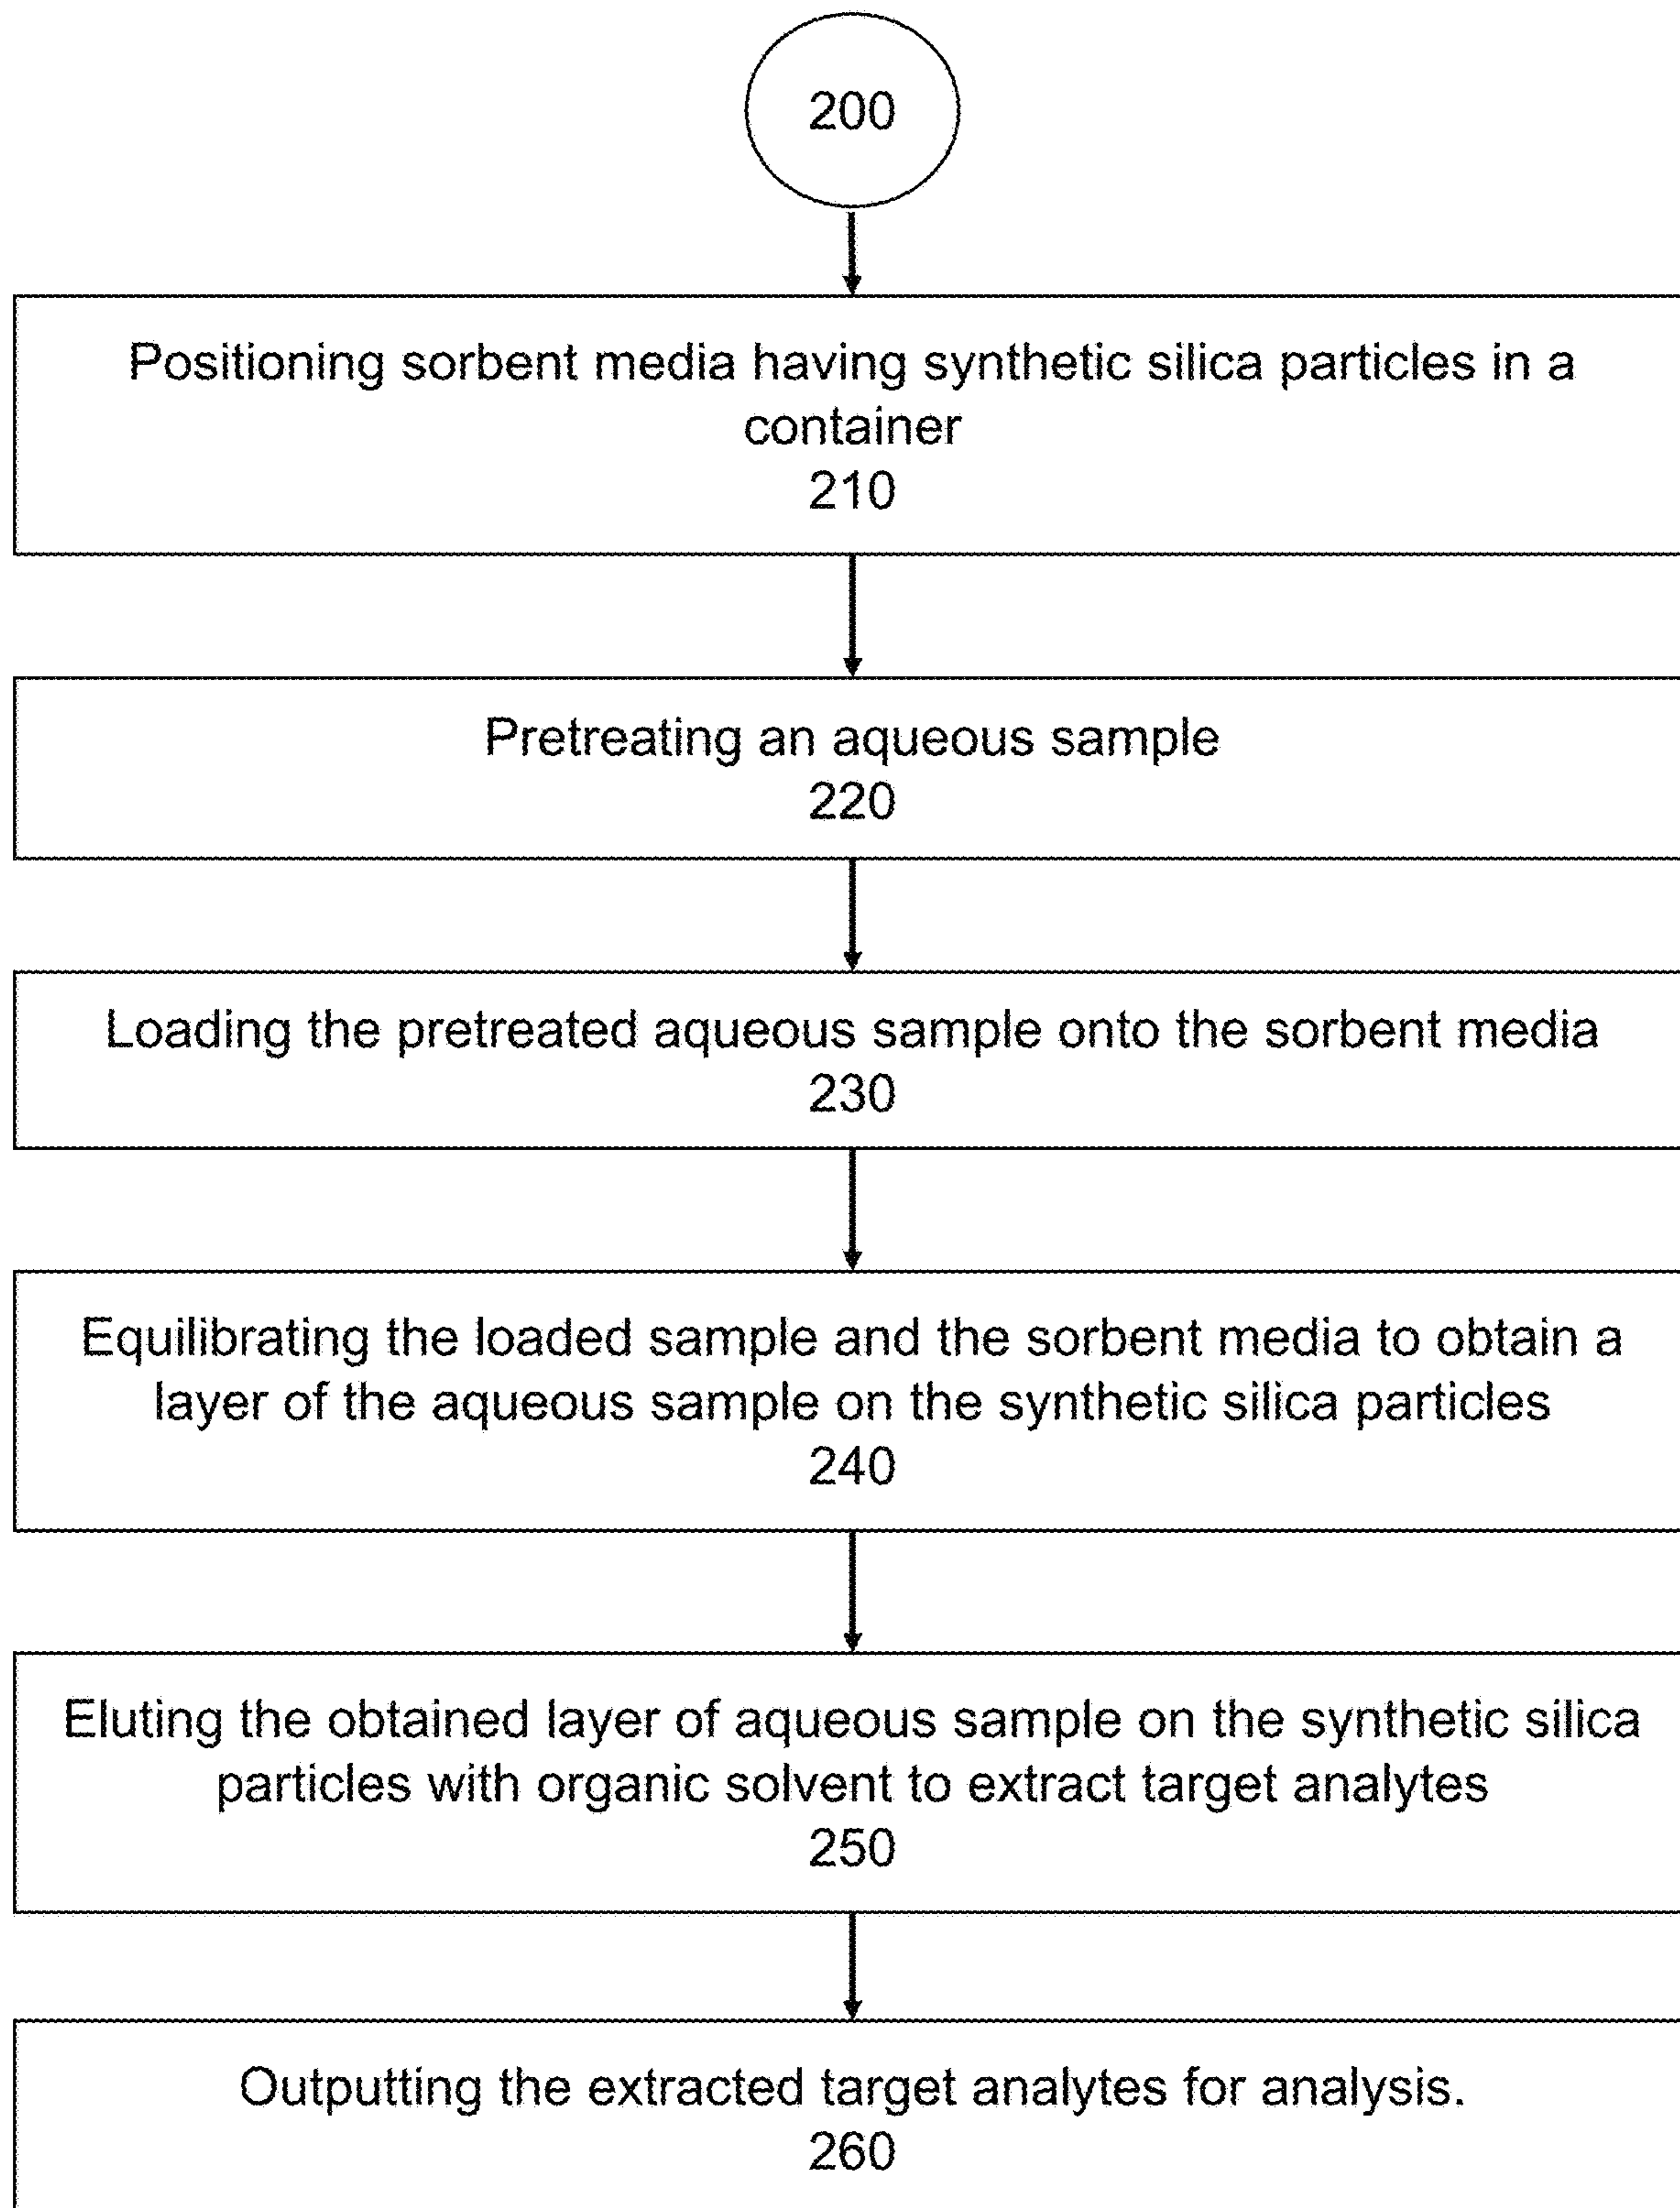 200
Positioning sorbent media having synthetic silica particles in a
container
210
Pretreating an aqueous sample
220
Loading the pretreated aqueous sample onto the sorbent media
230
Equilibrating the loaded sample and the sorbent media to obtain a
layer of the aqueous sample on the synthetic silica particles
240
Eluting the obtained layer of aqueous sample on the synthetic silica
particles with organic solvent to extract target analytes
250
Outputting the extracted target analytes for analysis.
260